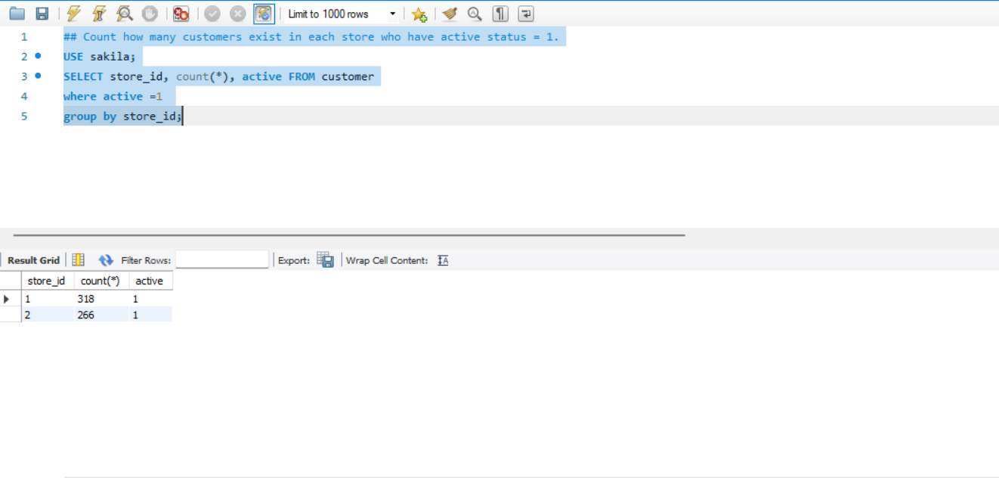 Limit to 1000 rows
1 ## Count how many customers exist in each store who have active status = 1.
2 USE sakila;
3 SELECT store_id, count(*), active FROM customer
4 where active =1
5 group by store_id;
Result Grid Filter Rows: Export: Wrap Cell Content: IA
store_id count(*) active
1 318 1
2 266 1